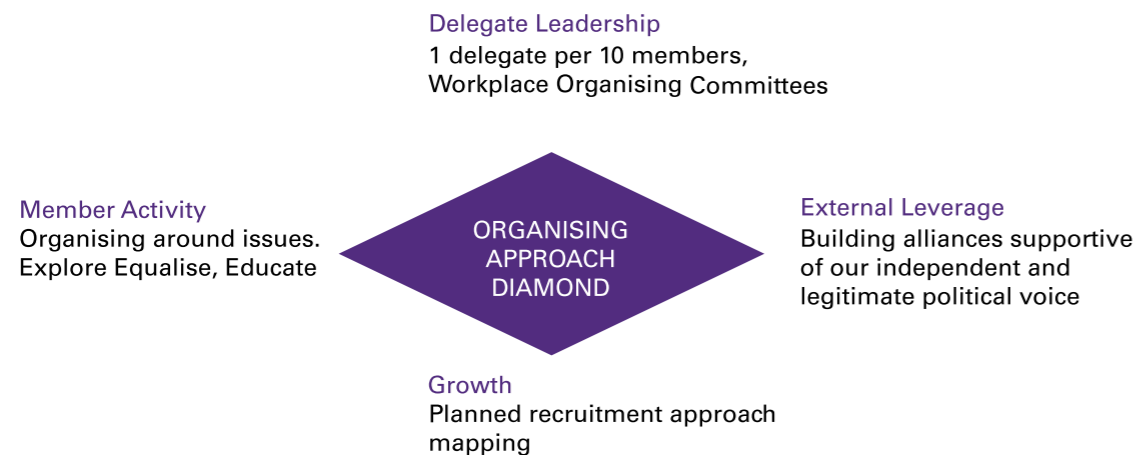 Delegate Leadership
1 delegate per 10 members,
Workplace Organising Committees
Member Activity
Organising around issues.
Explore Equalise, Educate
ORGANISING
APPROACH
DIAMOND
External Leverage
Building alliances supportive
of our independent and
legitimate political voice
Growth
Planned recruitment approach
mapping